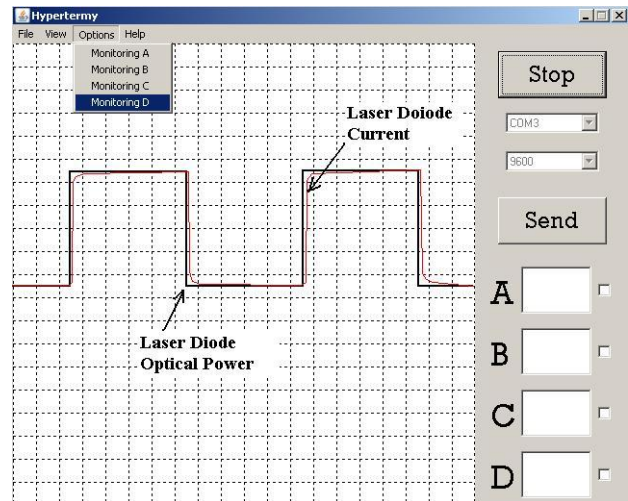 Hypertermy
File View Options Help
Monitoring A
Monitoring B
Monitoring C
Monitoring D
Laser Doiode
Current
Laser Diode
Optical Power
Stop
COM3
9600
Send
A
B
C
D